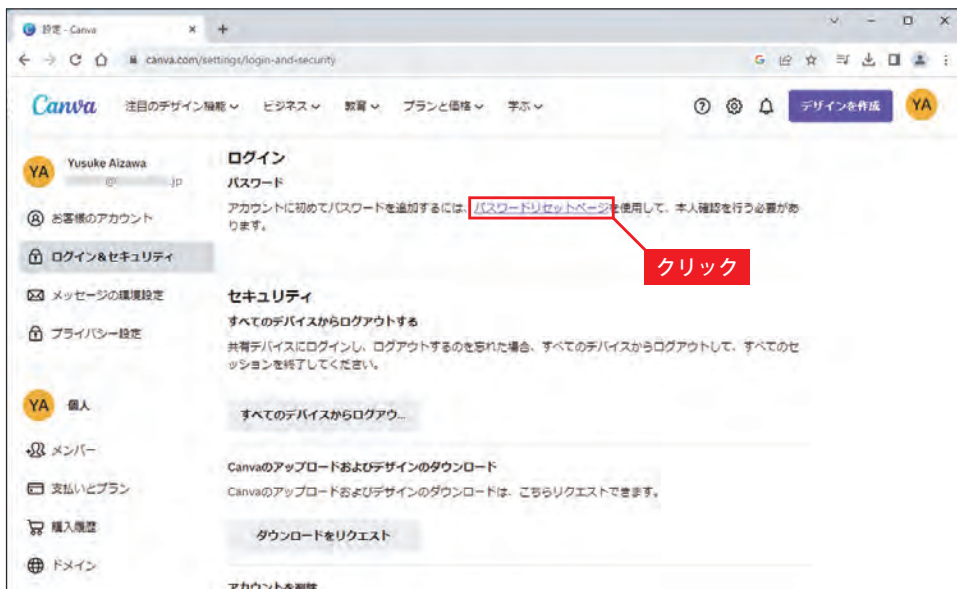 設定 - Canva
canva.com/settings/login-and-security
Canva 注目のデザイン機能 ビジネス 教育 プランと価格 学ぶ デザインを作成 YA
YA Yusuke Aizawa
@ jp
お客様のアカウント
ログイン&セキュリティ
メッセージの環境設定
プライバシー設定
YA 個人
メンバー
支払いとプラン
購入履歴
ドメイン
ログイン
パスワード
アカウントに初めてパスワードを追加するには、パスワードリセットページを使用して、本人確認を行う必要があ
ります。
クリック
セキュリティ
すべてのデバイスからログアウトする
共有デバイスにログインし、ログアウトするのを忘れた場合、すべてのデバイスからログアウトして、すべてのセ
ッションを終了してください。
すべてのデバイスからログアウ...
Canvaのアップロードおよびデザインのダウンロード
Canvaのアップロードおよびデザインのダウンロードは、こちらリクエストできます。
ダウンロードをリクエスト
アカウントを削除